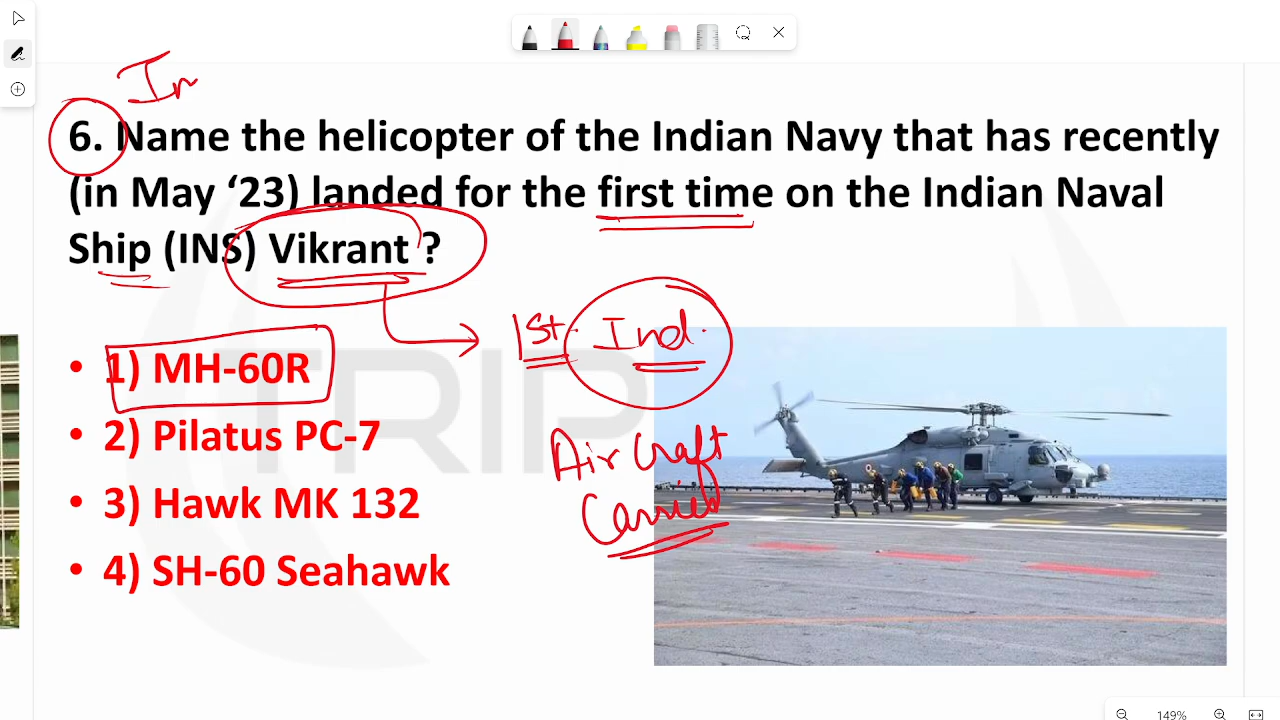 In
6. Name the helicopter of the Indian Navy that has recently
(in May ‘23) landed for the first time on the Indian Naval
Ship (INS) Vikrant ?
1st. Ind.
• 1) MH-60R
• 2) Pilatus PC-7
Air Craft
• 3) Hawk MK 132
Carrier
• 4) SH-60 Seahawk
TRIP
149%